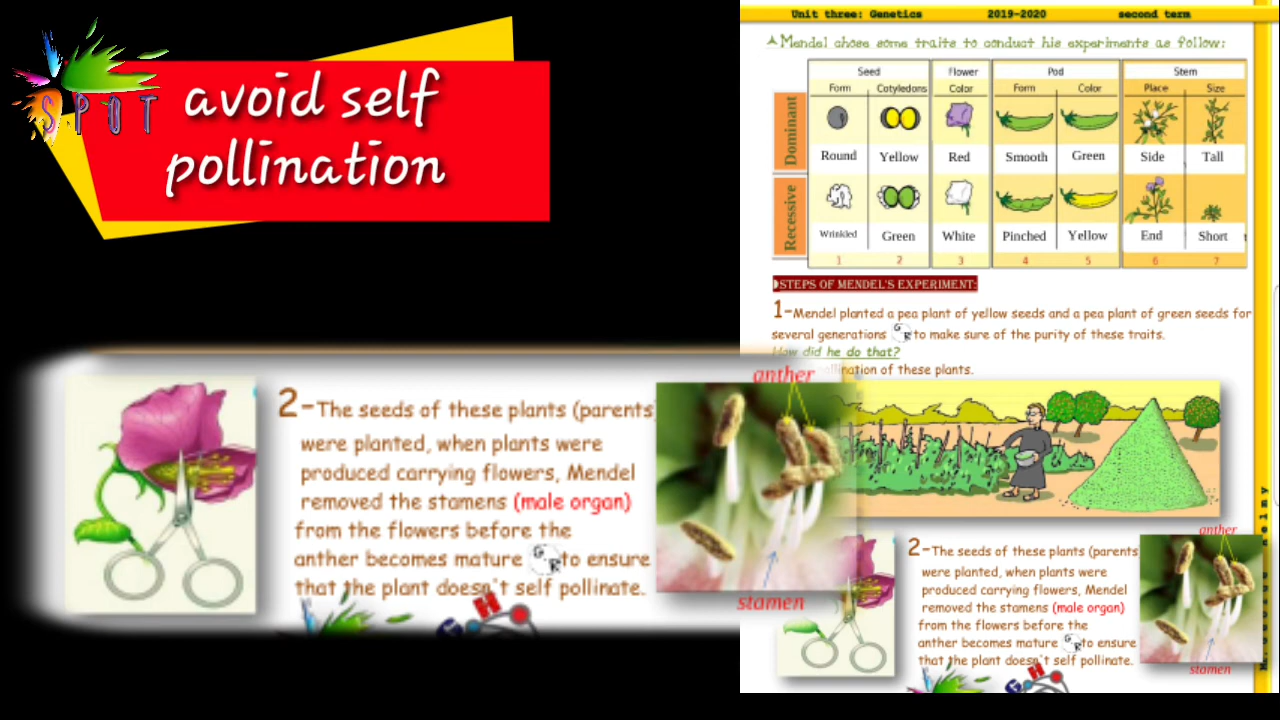 SPOT
avoid self
pollination
Unit three: Genetics 2019-2020 second term
Mendel chose some traits to conduct his experiments as follow:
Seed Flower Pod Stem
Form Cotyledons Color Form Color Place Size
Dominant
Round Yellow Red Smooth Green Side Tall
Recessive
Wrinkled Green White Pinched Yellow End Short
1 2 3 4 5 6 7
STEPS OF MENDEL'S EXPERIMENT:
1-Mendel planted a pea plant of yellow seeds and a pea plant of green seeds for
several generations G R to make sure of the purity of these traits.
How did he do that?
of these plants.
anther
2-The seeds of these plants (parents)
were planted, when plants were
produced carrying flowers, Mendel
removed the stamens (male organ)
from the flowers before the
anther becomes mature G R to ensure
that the plant doesn't self pollinate.
stamen
G H
anther
2-The seeds of these plants (parents
were planted, when plants were
produced carrying flowers, Mendel
removed the stamens (male organ)
from the flowers before the
anther becomes mature G R to ensure
that the plant doesn't self pollinate.
stamen
G H